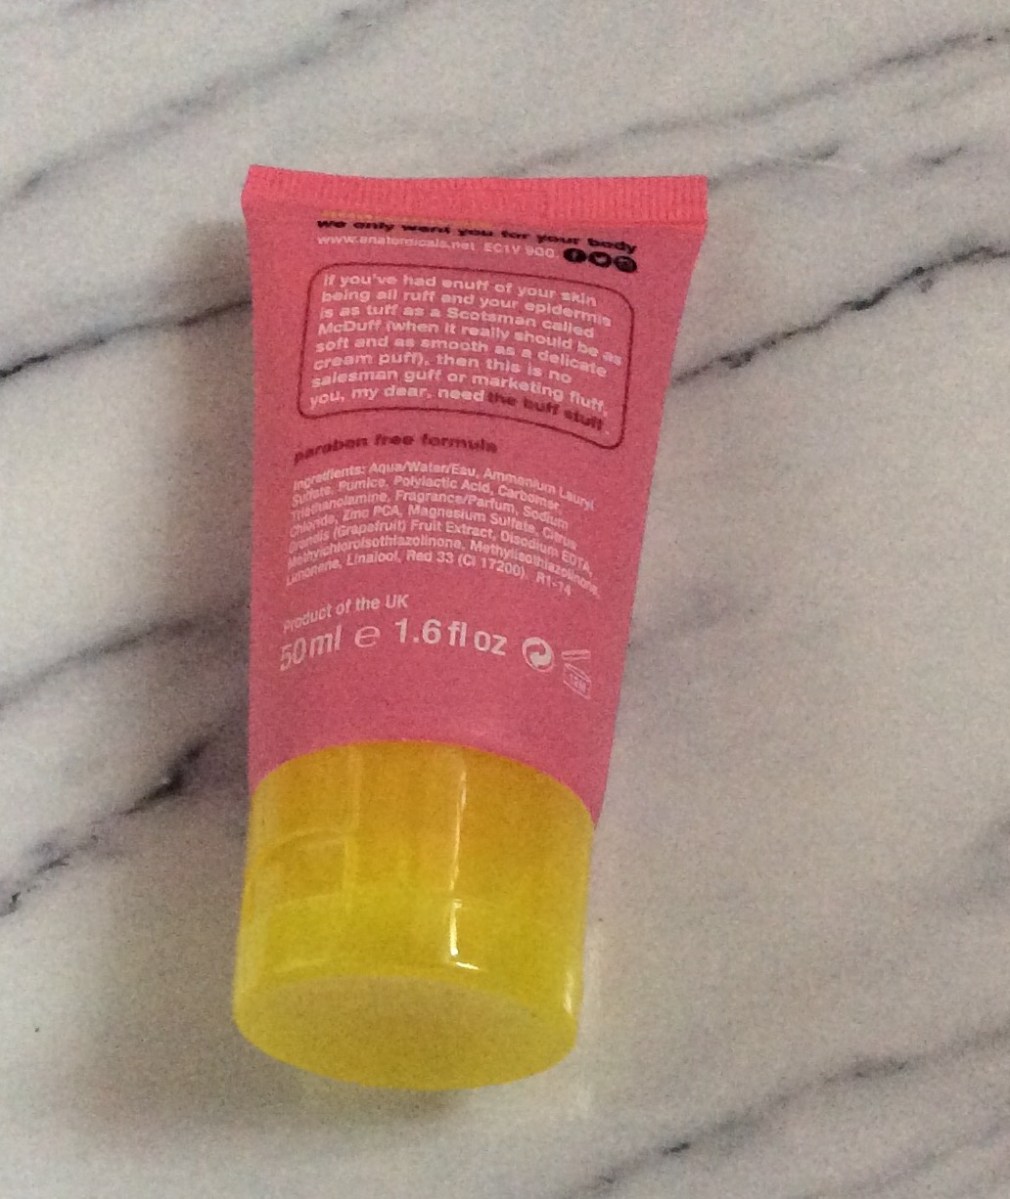 we only want you for your body
www.anatomicals.net EC1V 9QQ.
if you've had enuff of your skin
being all ruff and your epidermis
is as tuff as a Scotsman called
McDuff (when it really should be as
soft and as smooth as a delicate
cream puff), then this is no
salesman guff or marketing fluff.
you, my dear, need the buff stuff
paraben free formula
Ingredients: Aqua/Water/Eau, Ammonium Lauryl
Sulfate, Pumice, Polylactic Acid, Carbomer,
Triethanolamine, Fragrance/Parfum, Sodium
Chloride, Zinc PCA, Magnesium Sulfate, Citrus
Grandis (Grapefruit) Fruit Extract, Disodium EDTA,
Methylchloroisothiazolinone, Methylisothiazolinone,
Limonene, Linalool, Red 33 (CI 17200). R1-14
Product of the UK
50ml e 1.6fl oz